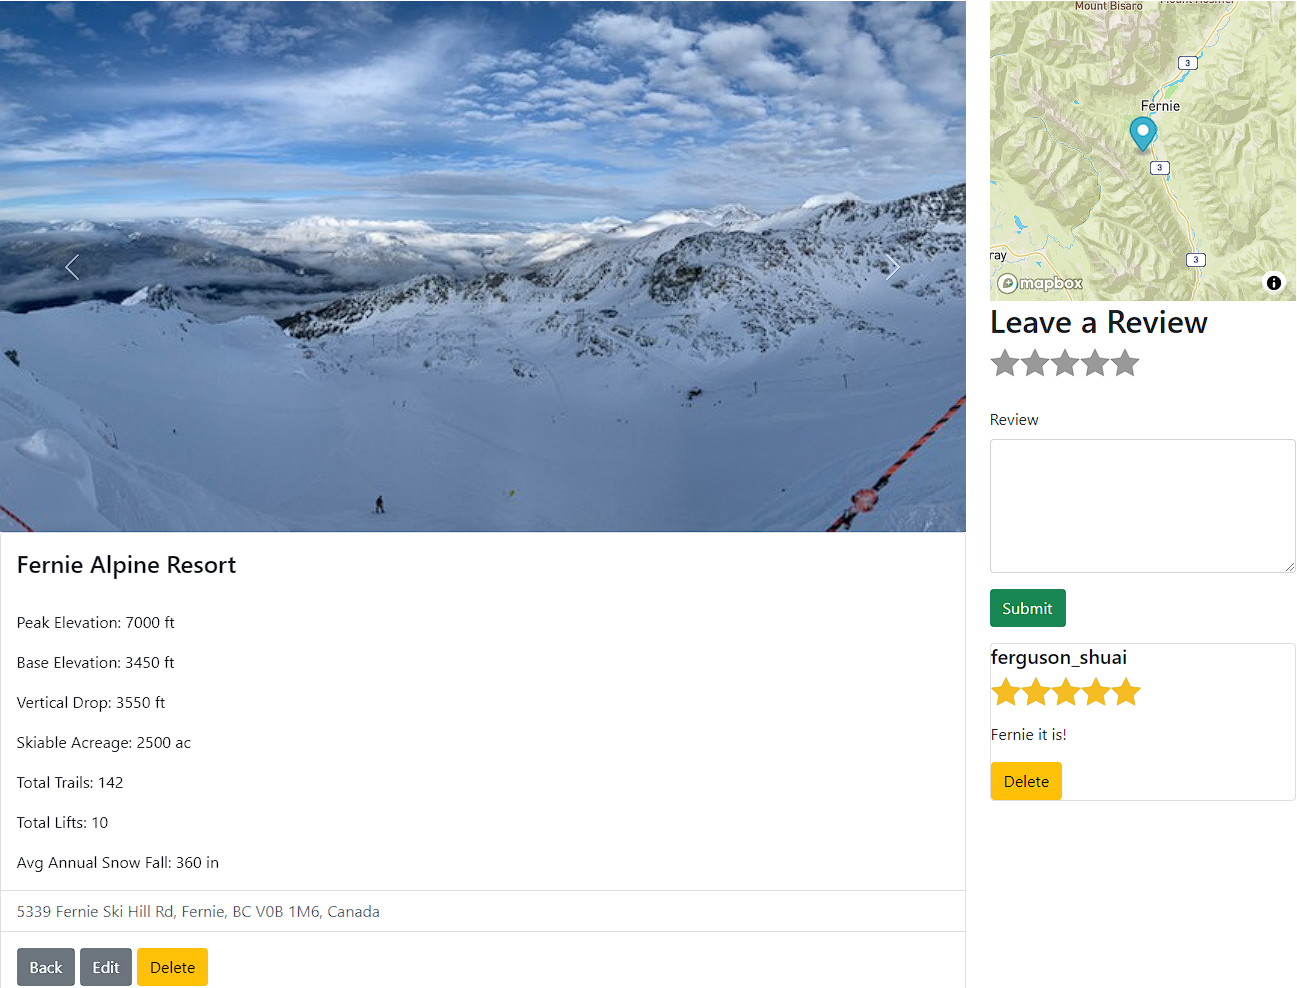 Mount Bisaro
3
Fernie
3
3
ray
mapbox
Leave a Review
Review
Submit
ferguson_shuai
Fernie it is!
Delete
Fernie Alpine Resort
Peak Elevation: 7000 ft
Base Elevation: 3450 ft
Vertical Drop: 3550 ft
Skiable Acreage: 2500 ac
Total Trails: 142
Total Lifts: 10
Avg Annual Snow Fall: 360 in
5339 Fernie Ski Hill Rd, Fernie, BC V0B 1M6, Canada
Back Edit Delete